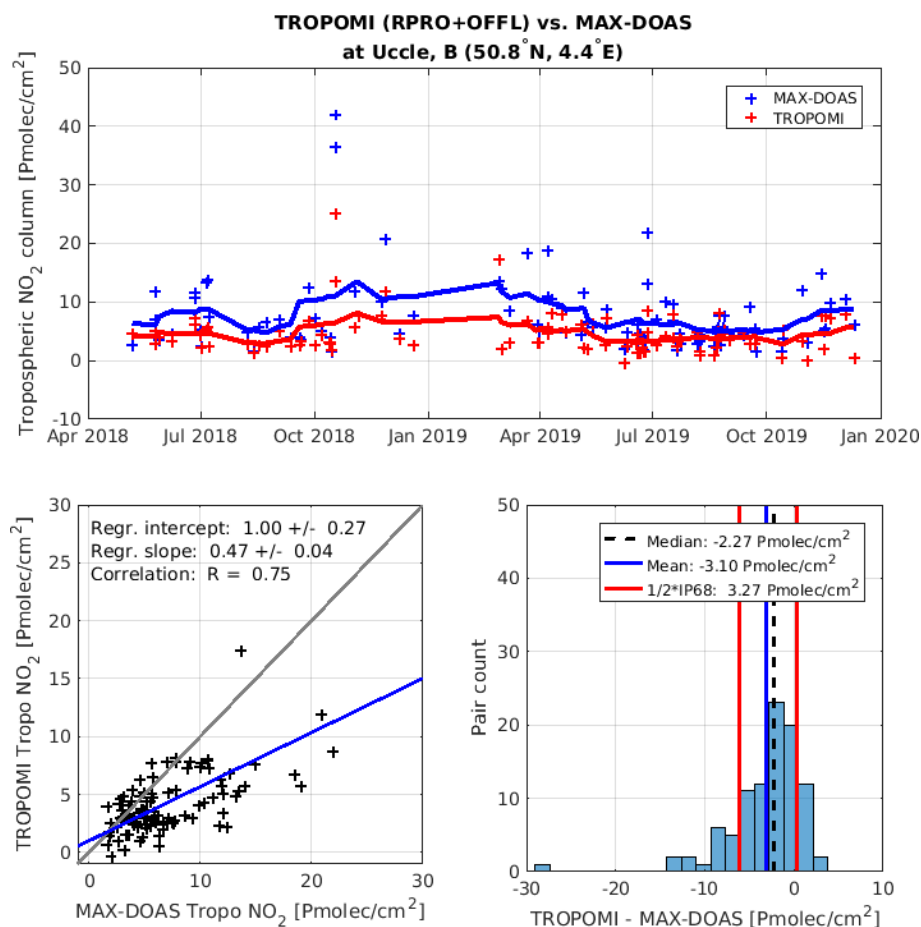 TROPOMI (RPRO+OFFL) vs. MAX-DOAS
at Uccle, B (50.8°N, 4.4°E)
Tropospheric NO2 column [Pmolec/cm2]
50
40
30
20
10
0
-10
MAX-DOAS
TROPOMI
Apr 2018
Jul 2018
Oct 2018
Jan 2019
Apr 2019
Jul 2019
Oct 2019
Jan 2020
TROPOMI Tropo NO2 [Pmolec/cm2]
30
25
20
15
10
5
0
Regr. intercept: 1.00 +/- 0.27
Regr. slope: 0.47 +/- 0.04
Correlation: R = 0.75
0
10
20
30
MAX-DOAS Tropo NO2 [Pmolec/cm2]
Pair count
50
40
30
20
10
0
Median: -2.27 Pmolec/cm2
Mean: -3.10 Pmolec/cm2
1/2*IP68: 3.27 Pmolec/cm2
-30
-20
-10
0
10
TROPOMI - MAX-DOAS [Pmolec/cm2]